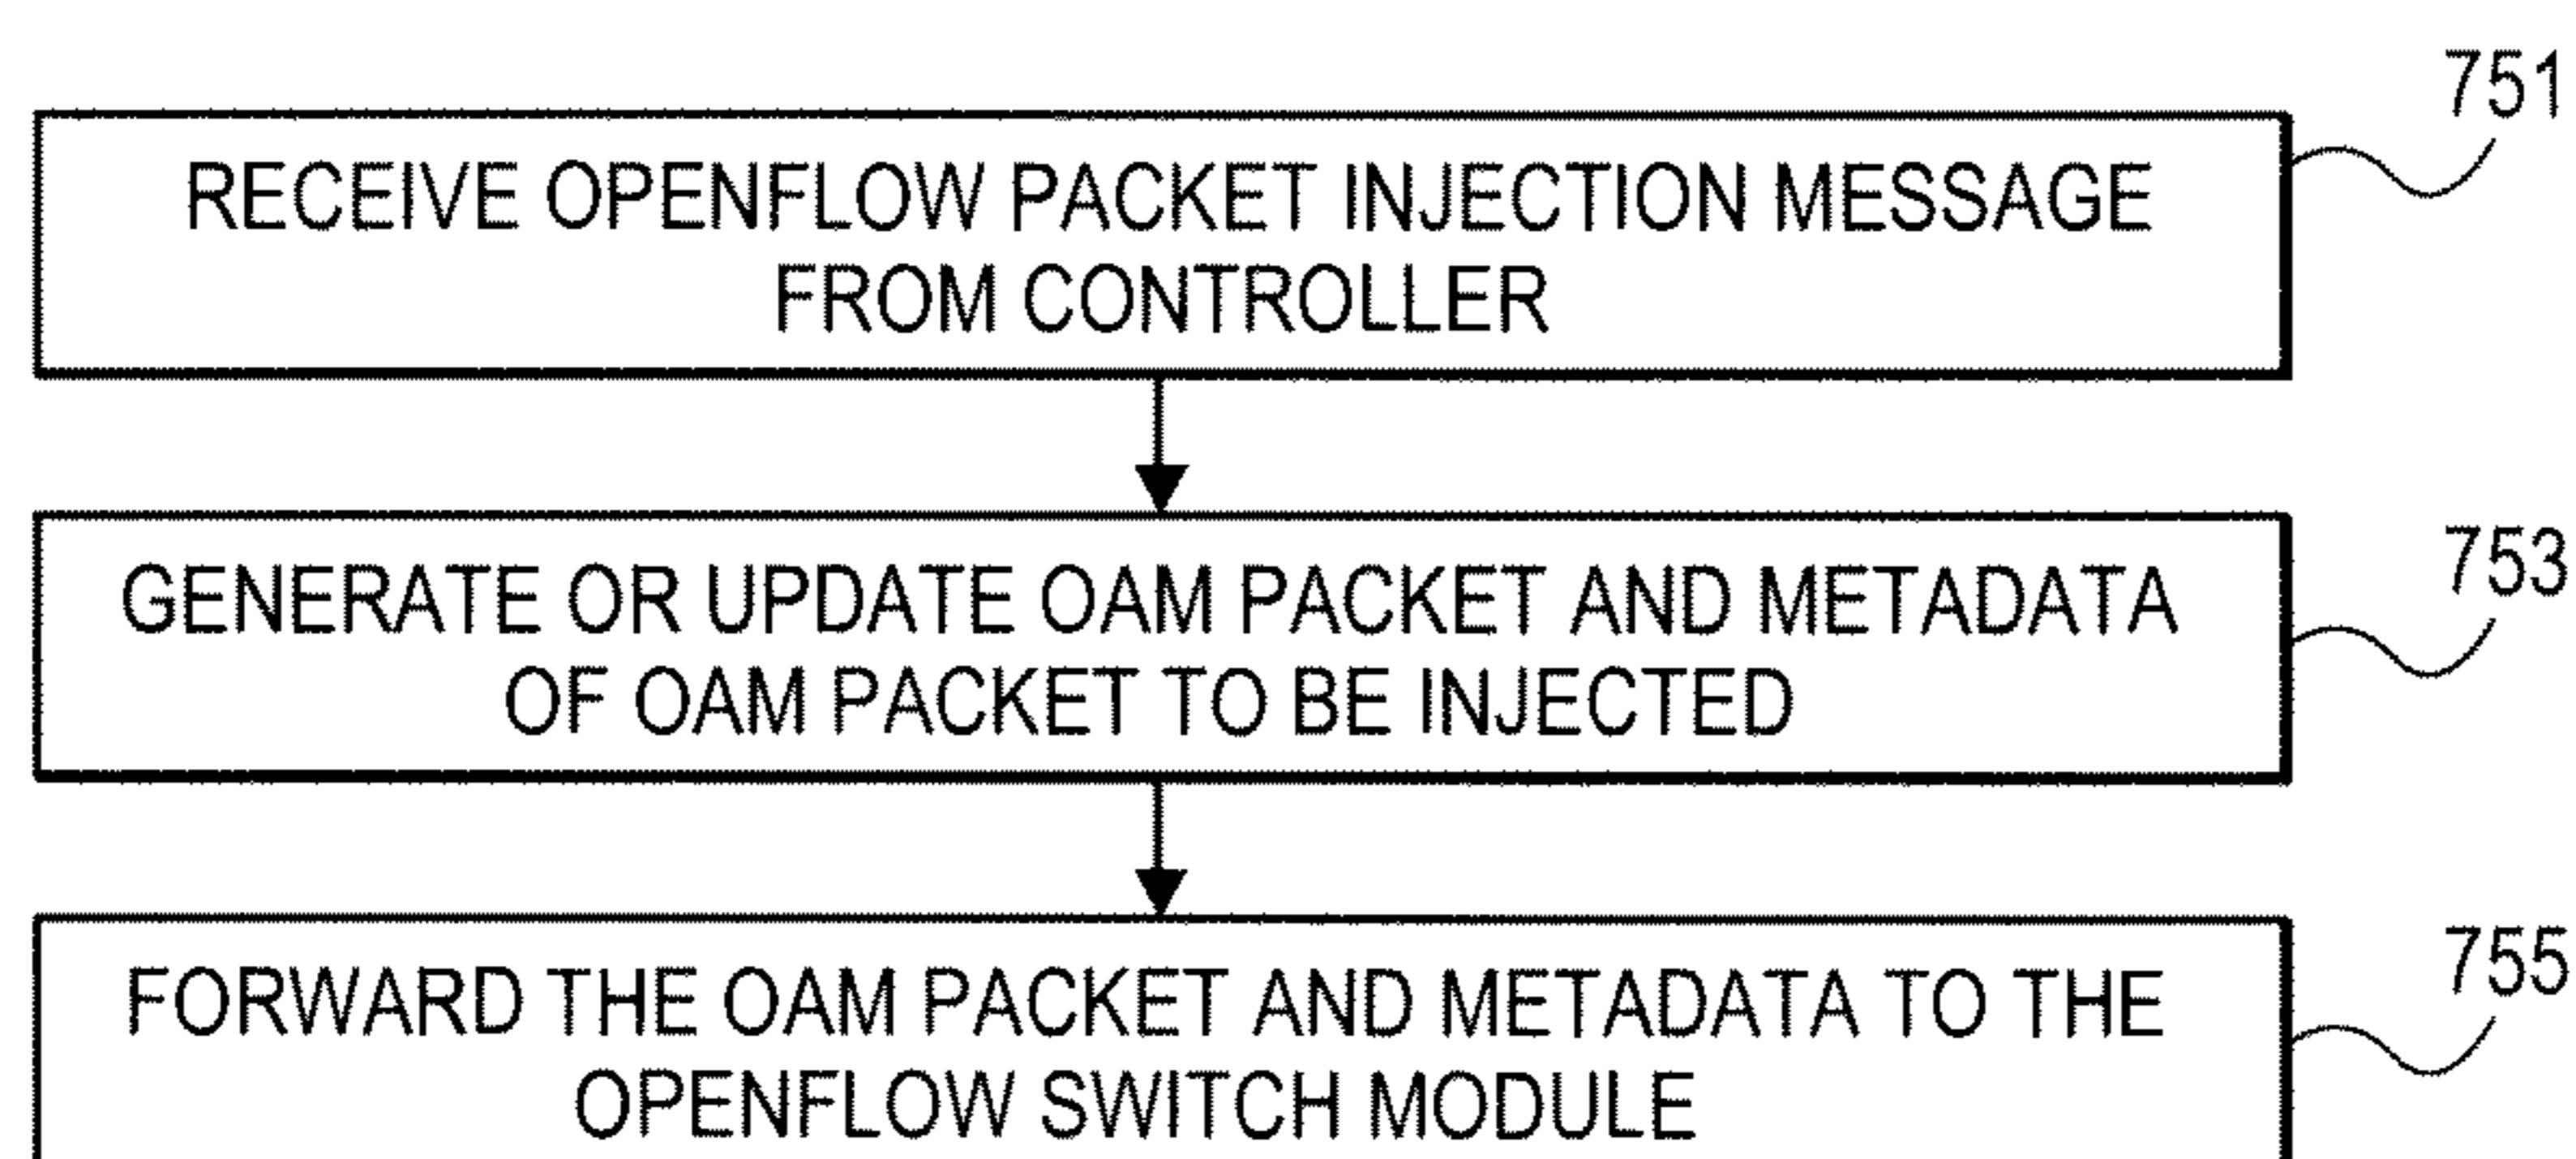 751
RECEIVE OPENFLOW PACKET INJECTION MESSAGE
FROM CONTROLLER
753
GENERATE OR UPDATE OAM PACKET AND METADATA
OF OAM PACKET TO BE INJECTED
755
FORWARD THE OAM PACKET AND METADATA TO THE
OPENFLOW SWITCH MODULE